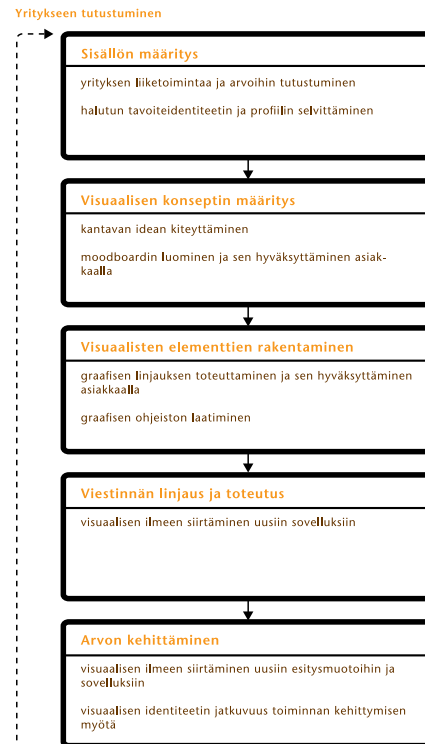 Yritykseen tutustuminen
Sisällön määritys
yrityksen liiketoimintaa ja arvoihin tutustuminen
halutun tavoiteidentiteetin ja profiilin selvittäminen
Visuaalisen konseptin määritys
kantavan idean kiteyttäminen
moodboardin luominen ja sen hyväksyttäminen asiak-
kaalla
Visuaalisten elementtien rakentaminen
graafisen linjauksen toteuttaminen ja sen hyväksyttäminen
asiakkaalla
graafisen ohjeiston laatiminen
Viestinnän linjaus ja toteutus
visuaalisen ilmeen siirtäminen uusiin sovelluksiin
Arvon kehittäminen
visuaalisen ilmeen siirtäminen uusiin esitysmuotoihin ja
sovelluksiin
visuaalisen identiteetin jatkuvuus toiminnan kehittymisen
myötä